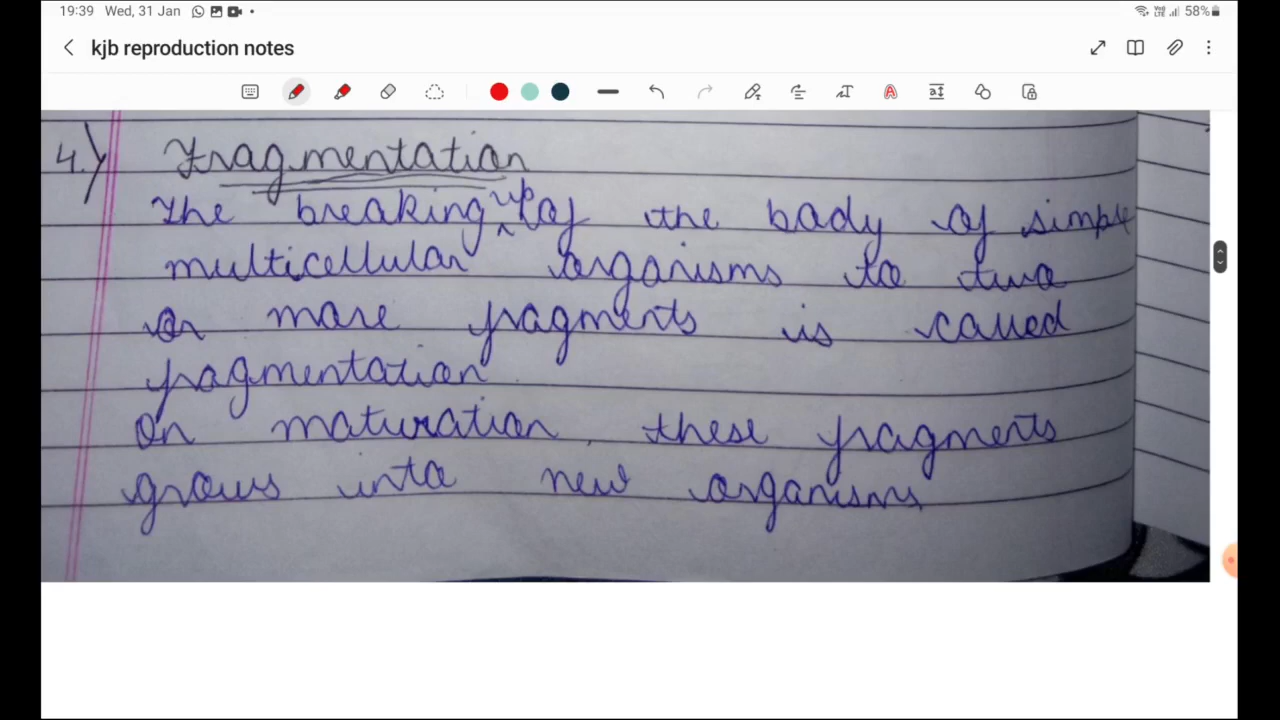 19:39 Wed, 31 Jan
58%
kjb reproduction notes
4.) Fragmentation
The breaking up of the body of simple
multicellular organisms to two
or more fragments is called
fragmentation
On maturation, these fragments
grows into new organisms